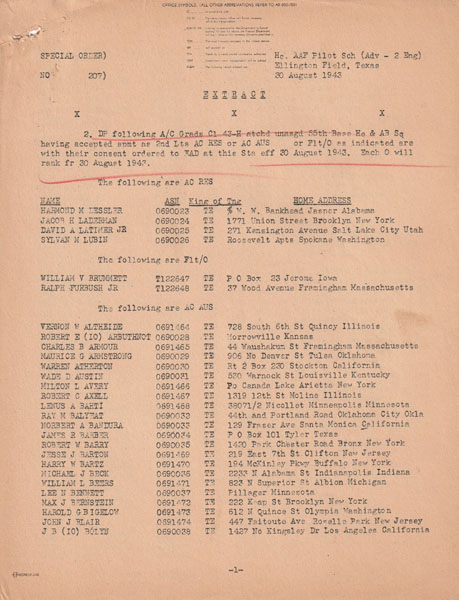 OFFICE SYMBOLS (ALL OTHER ABBREVIATIONS REFER TO AR 850-150)
SPECIAL ORDER) Hq. AAF Pilot Sch (Adv - 2 Eng)
NO 207) Ellington Field, Texas
30 August 1943
E X T R A C T
X X X
2. DP following A/C Grads Cl 43-H atchd unasgd 55th Base Hq & AB Sq
having accepted apmt as 2nd Lts AC RES or AC AUS or Flt/O as indicated are
with their consent ordered to EAD at this Sta eff 30 August 1943. Each O will
rank fr 30 August 1943.
The following are AC RES
NAME ASN Kind of Tng HOME ADDRESS
HARMOND M DESSLER 0690023 TE % W. W. Bankhead Jasper Alabama
JACOB H LADERMAN 0690024 TE 1771 Union Street Brooklyn New York
DAVID A LATIMER JR 0690025 TE 271 Kensington Avenue Salt Lake City Utah
SYLVAN M LUBIN 0690026 TE Roosevelt Apts Spokane Washington
The following are Flt/O
WILLIAM V BRUMMETT T122647 TE P O Box 23 Jerome Iowa
RALPH FURBUSH JR T122648 TE 37 Wood Avenue Framingham Massachusetts
The following are AC AUS
VERNON W ALTHEIDE 0691464 TE 728 South 6th St Quincy Illinois
ROBERT E (IO) ARBUTHNOT 0690028 TE Morrowville Kansas
CHARLES B ARMOUR 0691465 TE 44 Waushakum St Framingham Massachusetts
MAURICE G ARMSTRONG 0690029 TE 906 No Denver St Tulsa Oklahoma
WARREN ATHERTON 0690030 TE Rt 2 Box 220 Stockton California
WADE D AUSTIN 0690031 TE 530 Warnock St Louisville Kentucky
MILTON L AVERY 0691466 TE Po Canada Lake Arietta New York
ROBERT C AXELL 0691467 TE 1319 12th St Moline Illinois
LENUS A BAHTI 0691468 TE 3807 1/2 Nicollet Minneapolis Minnesota
RAY M BALYEAT 0690032 TE 44th and Portland Road Oklahoma City Okla
NORBERT A BANDURA 0690033 TE 129 Fraser Ave Santa Monica California
JAMES B BARBER 0690034 TE P O Box 101 Tyler Texas
ROBERT W BARRY 0690035 TE 1420 Park Chester Road Bronx New York
JESSE J BARTON 0691469 TE 219 East 7th St Clifton New Jersey
HARRY W BARTZ 0691470 TE 194 McKinley Pkwy Buffalo New York
MICHAEL J BECK 0690036 TE 2233 N Alabama St Indianapolis Indiana
WILLIAM L BEERS 0691471 TE 823 N Superior St Albion Michigan
LEE N BENNETT 0690037 TE Pillager Minnesota
MAX J BERNSTEIN 0691472 TE 222 Keap St Brooklyn New York
HAROLD G BIGELOW 0691473 TE 612 N Quince St Olympia Washington
JOHN J BLAIR 0691474 TE 447 Faitoute Ave Roselle Park New Jersey
J B (IO) BOLTN 0690038 TE 1427 No Kingsley Dr Los Angeles California
-1-